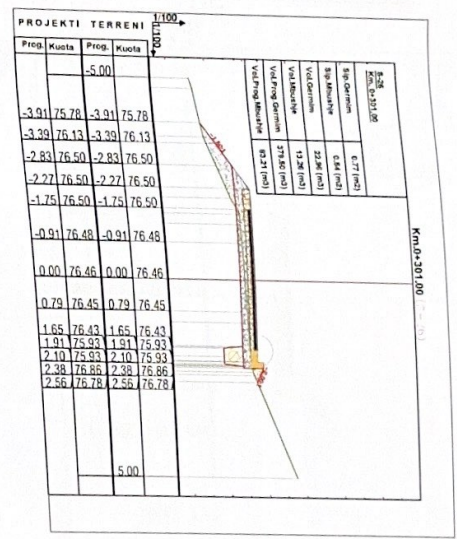 PROJEKTI TERRENI
1/100
1/100
Prog. Kuota Prog. Kuota
-5.00
-3.91 75.78 -3.91 75.78
-3.39 76.13 -3.39 76.13
-2.83 76.50 -2.83 76.50
-2.27 76.50 -2.27 76.50
-1.75 76.50 -1.75 76.50
-0.91 76.48 -0.91 76.48
0.00 76.46 0.00 76.46
0.79 76.45 0.79 76.45
1.65 76.43 1.65 76.43
1.91 75.93 1.91 75.93
2.10 75.93 2.10 75.93
2.38 76.86 2.38 76.86
2.56 76.78 2.56 76.78
5.00
S-26
Km. 0+301.00
Sip.Germim 0.77 (m2)
Sip.Mbushje 0.64 (m2)
Vol.Germim 22.96 (m3)
Vol.Mbushje 13.26 (m3)
Vol.Prog.Germim 379.50 (m3)
Vol.Prog.Mbushje 93.21 (m3)
Km.0+301.00